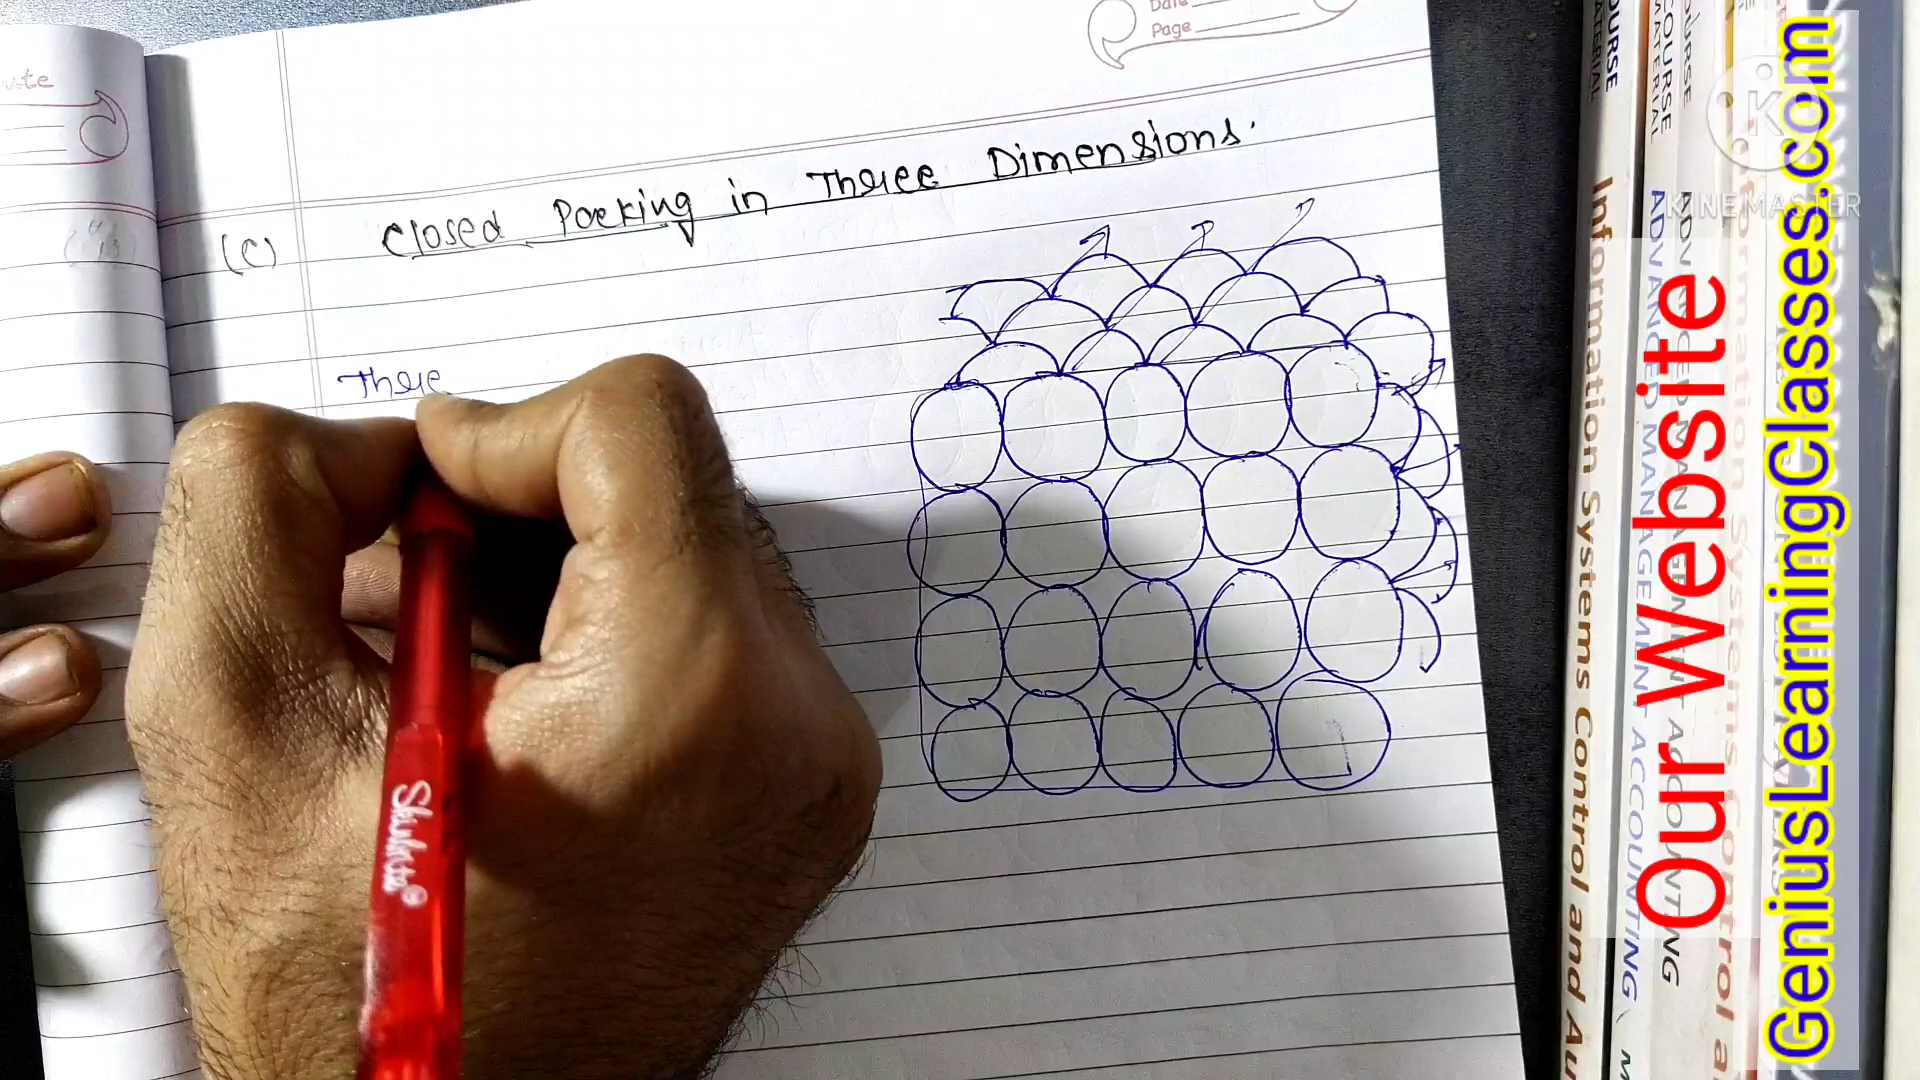 Date
Page
(C) Closed Packing in Three Dimensions.
Thre
Skivata
KINEMASTER
Our Website
GeniusLearningClasses.com
COURSE
MATERIAL
Information Systems Control and Au
ADVANCED MANAGEMENT ACCOUNTING